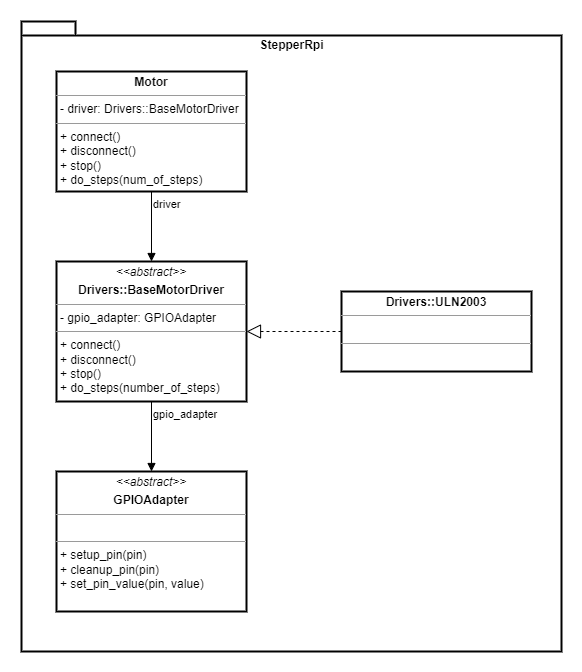 StepperRpi
Motor
- driver: Drivers::BaseMotorDriver
+ connect()
+ disconnect()
+ stop()
+ do_steps(num_of_steps)
driver
<<abstract>>
Drivers::BaseMotorDriver
- gpio_adapter: GPIOAdapter
+ connect()
+ disconnect()
+ stop()
+ do_steps(number_of_steps)
Drivers::ULN2003
gpio_adapter
<<abstract>>
GPIOAdapter
+ setup_pin(pin)
+ cleanup_pin(pin)
+ set_pin_value(pin, value)